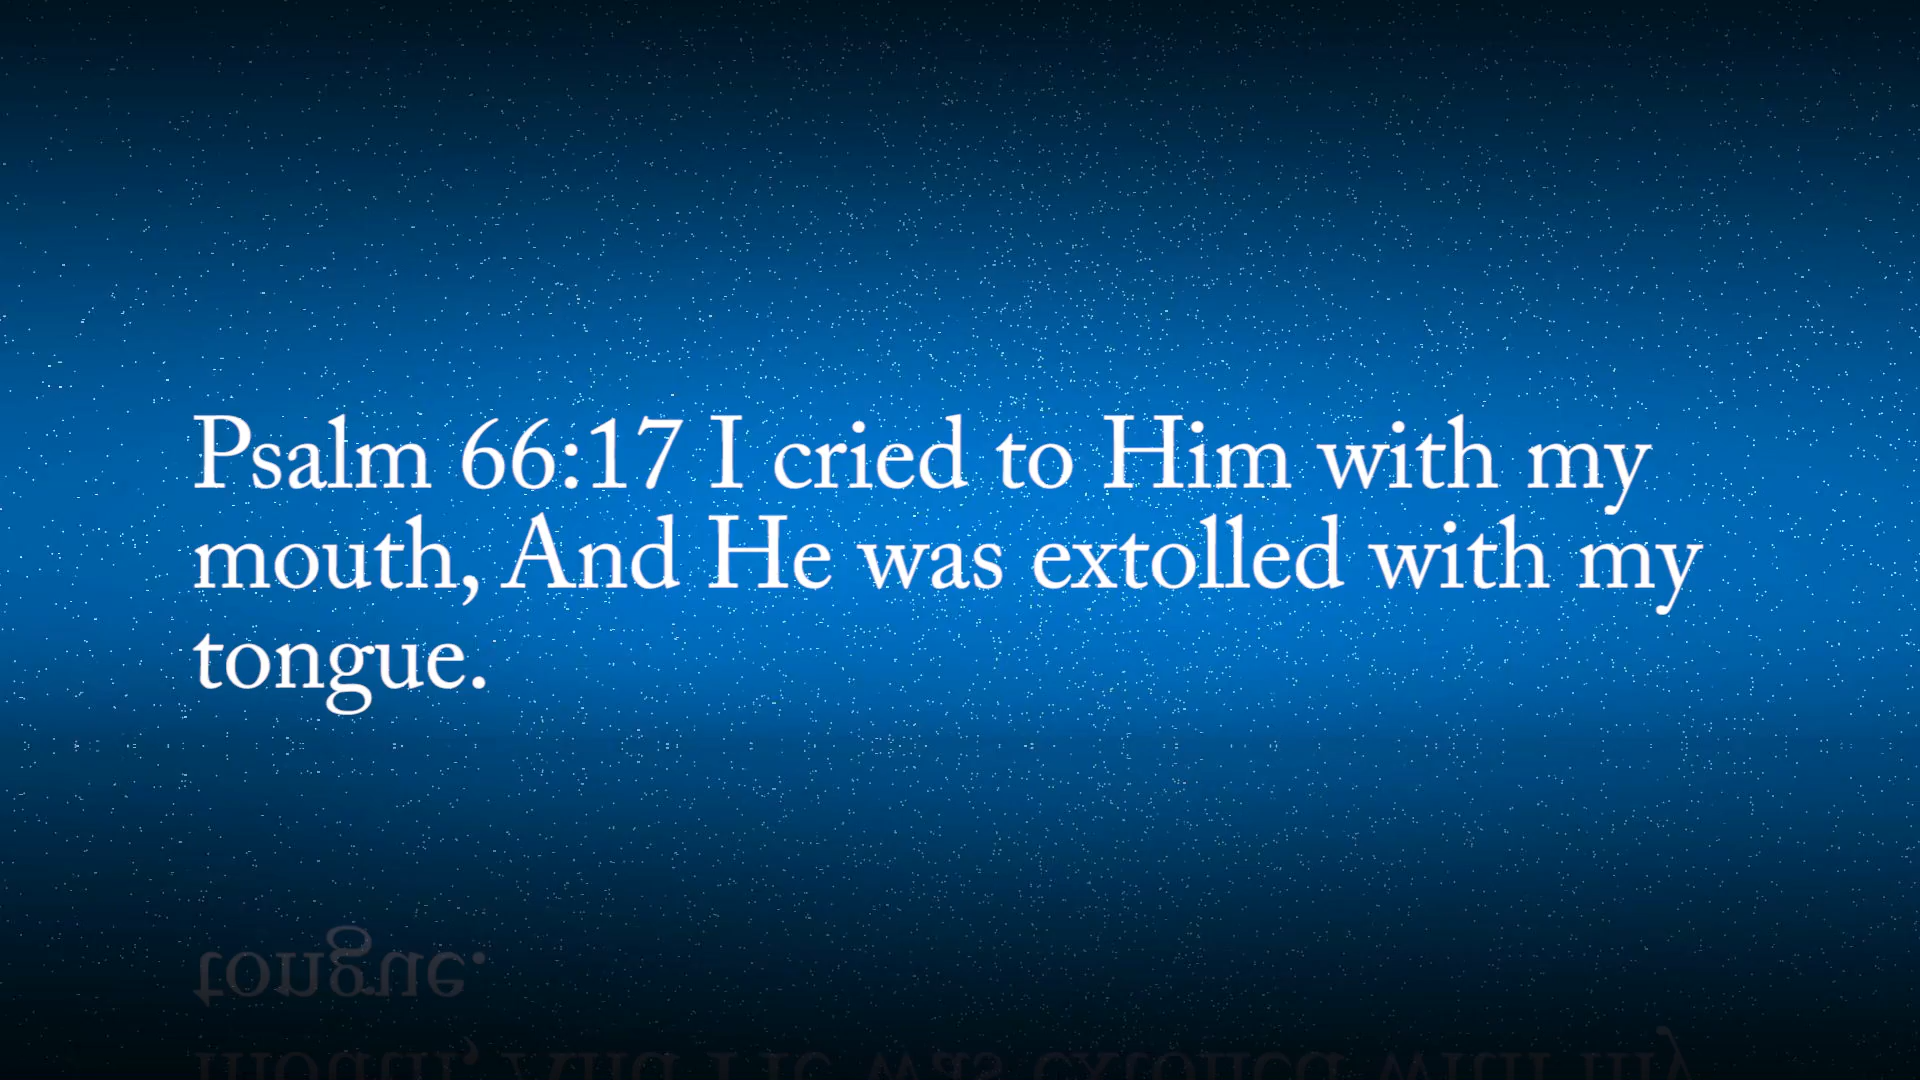 Psalm 66:17 I cried to Him with my
mouth, And He was extolled with my
tongue.